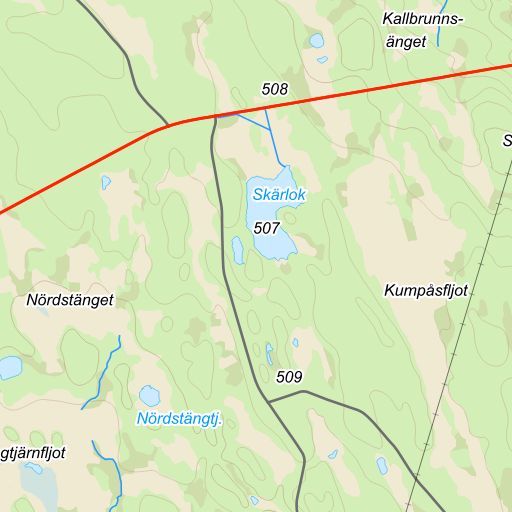 Kallbrunns-
änget
508
S
Skärlok
507
Kumpåsfljot
Nördstänget
509
Nördstängtj.
gtjärnfljot